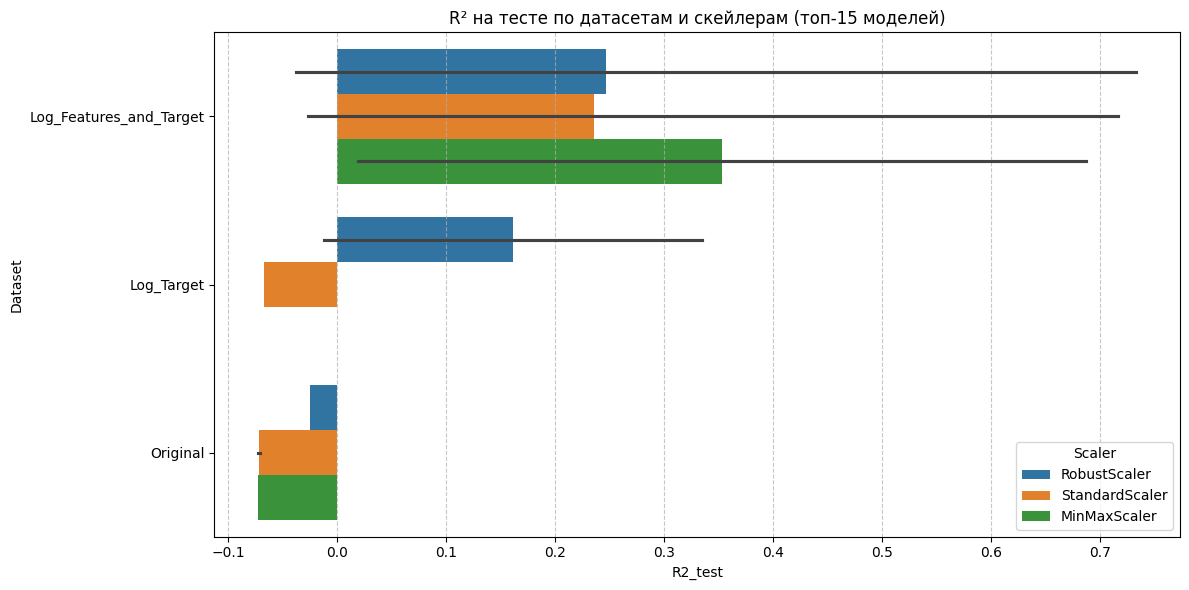 R² на тесте по датасетам и скейлерам (топ-15 моделей)
Dataset
Log_Features_and_Target
Log_Target
Original
−0.1 0.0 0.1 0.2 0.3 0.4 0.5 0.6 0.7
R2_test
Scaler
RobustScaler
StandardScaler
MinMaxScaler